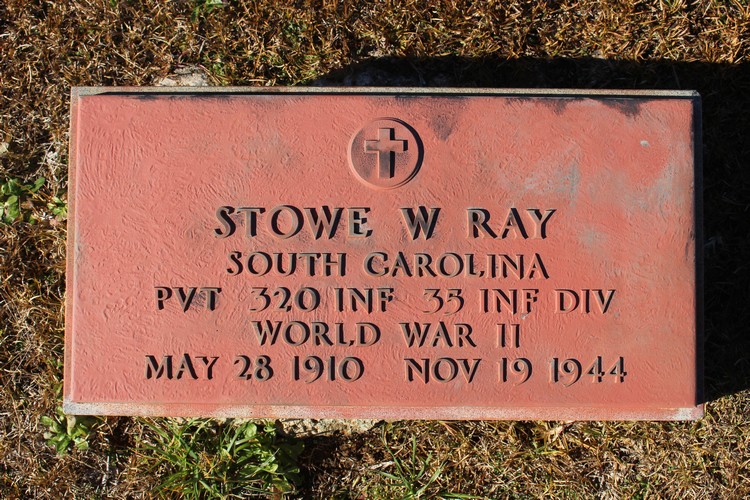 STOWE W RAY
SOUTH CAROLINA
PVT 320 INF 35 INF DIV
WORLD WAR II
MAY 28 1910 NOV 19 1944